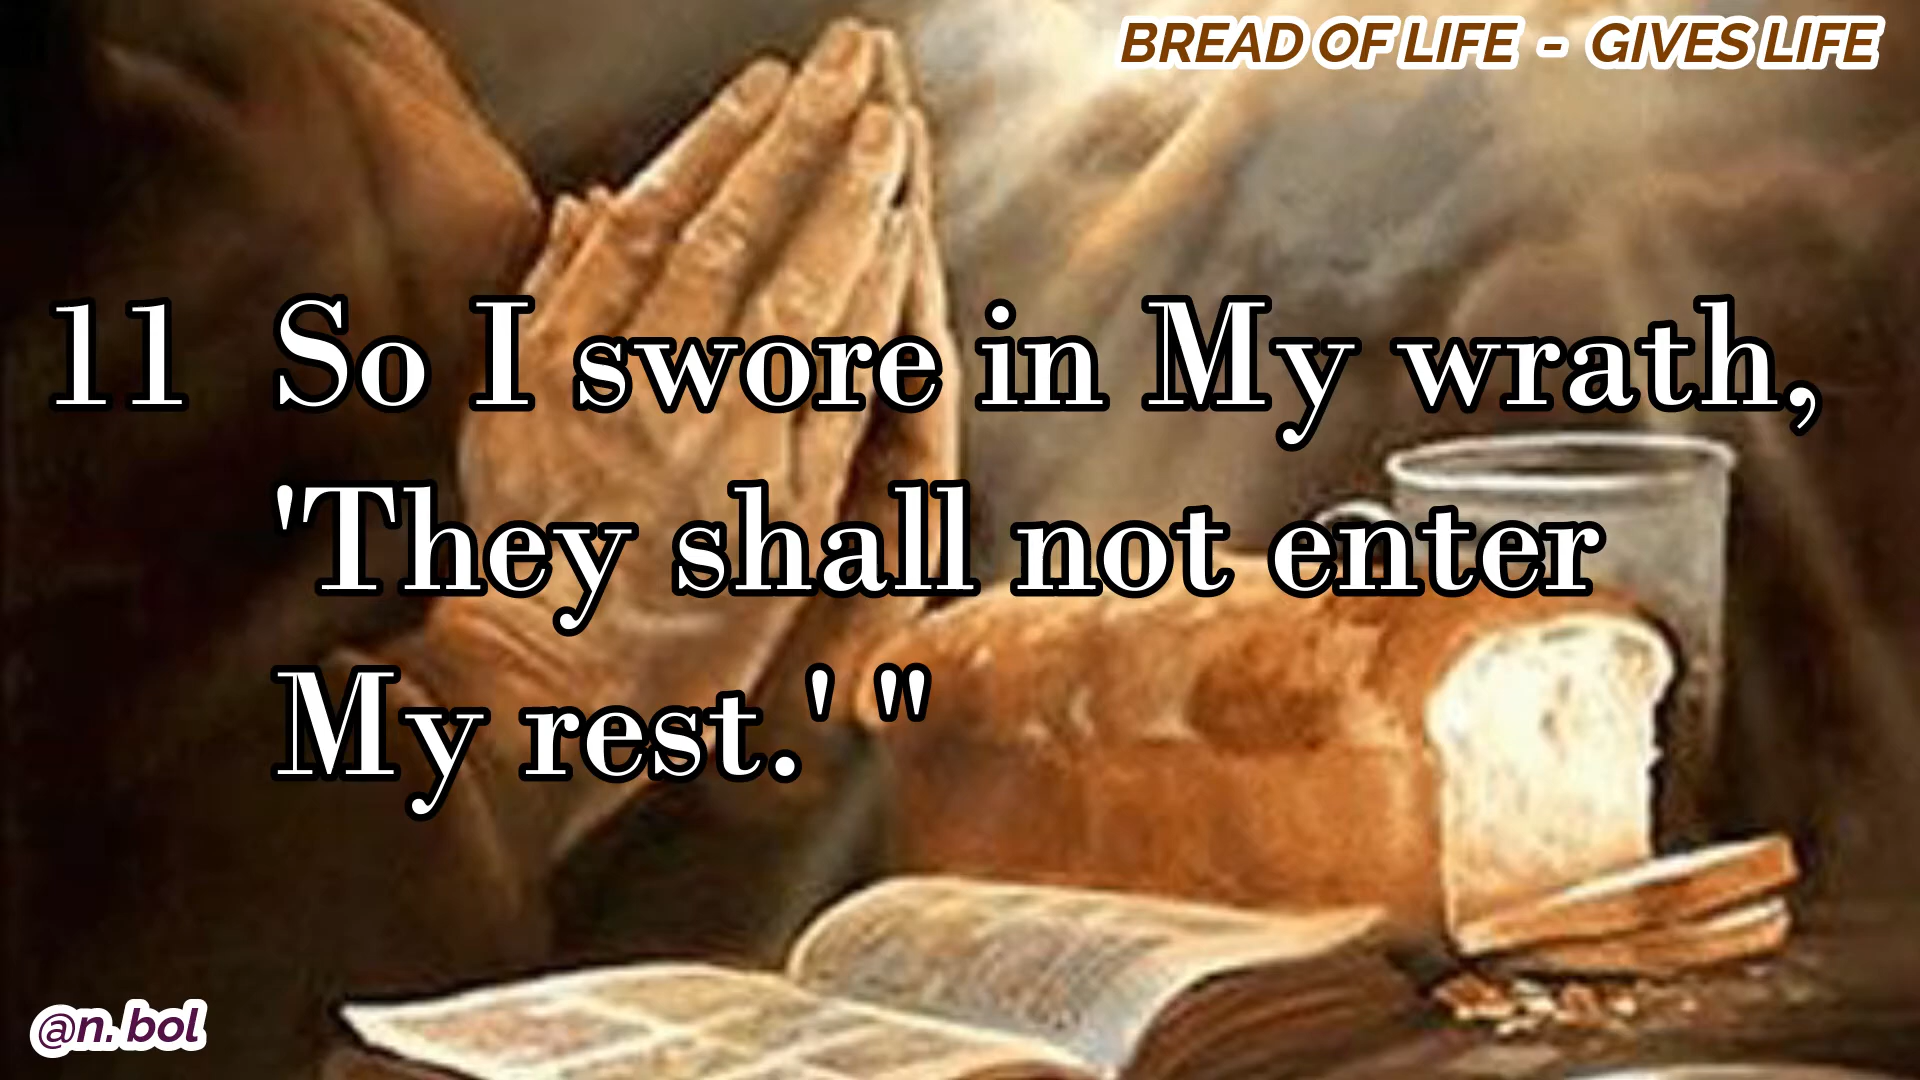 BREAD OF LIFE - GIVES LIFE
11 So I swore in My wrath,
'They shall not enter
My rest.' "
@n. bol